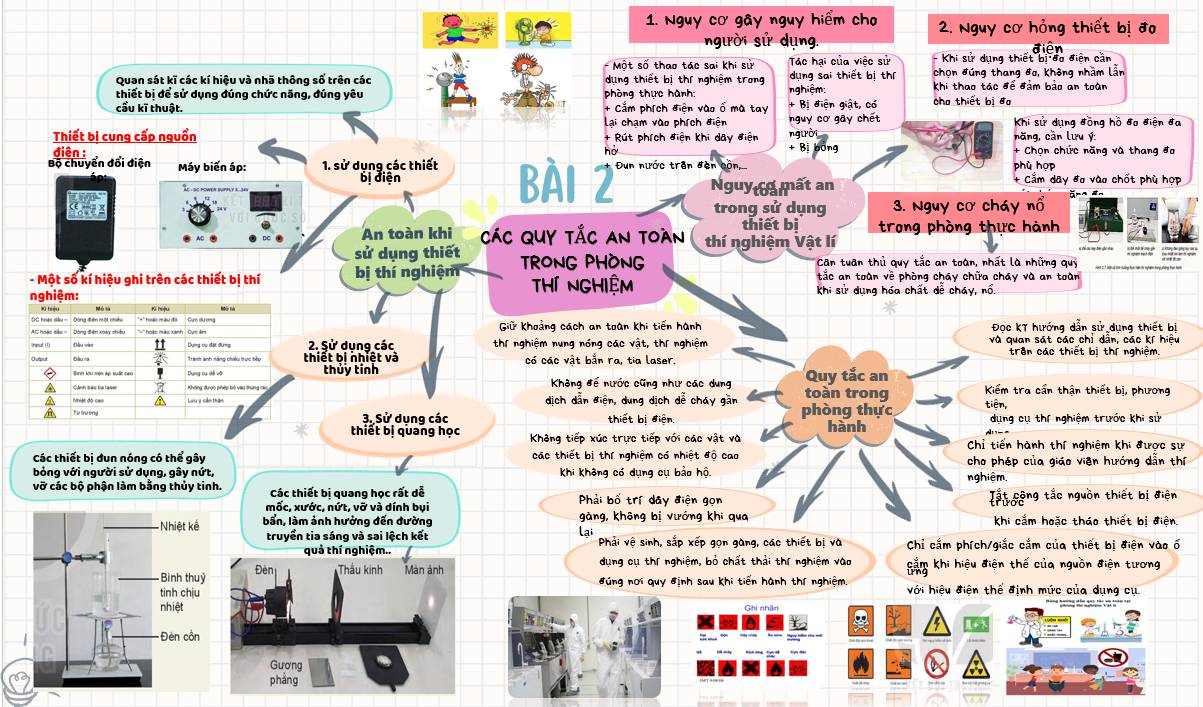 BÀI 2
CÁC QUY TẮC AN TOÀN
TRONG PHÒNG
THÍ NGHIỆM
An toàn khi
sử dụng thiết
bị thí nghiệm
1. sử dụng các thiết
bị điện
Quan sát kĩ các kí hiệu và nhã thông số trên các
thiết bị để sử dụng đúng chức năng, đúng yêu
cầu kĩ thuật.
Thiết bị cung cấp nguồn
điện :
Bộ chuyển đổi điện
áp:
Máy biến áp:
AC - DC POWER SUPPLY 3...24V
AC
DC
- Một số kí hiệu ghi trên các thiết bị thí
nghiệm:
Kí hiệu Mô tả Kí hiệu Mô tả
DC hoặc dấu – Dòng điện một chiều "+" hoặc màu đỏ Cực dương
AC hoặc dấu ~ Dòng điện xoay chiều "–" hoặc màu xanh Cực âm
Input (I) Đầu vào Dụng cụ đặt đứng
Output Đầu ra Tránh ánh nắng chiếu trực tiếp
Bình khí nén áp suất cao Dụng cụ dễ vỡ
Cảnh báo tia laser Không được phép bỏ vào thùng rác
Nhiệt độ cao Lưu ý cẩn thận
Từ trường
2. Sử dụng các
thiết bị nhiệt và
thủy tinh
Các thiết bị đun nóng có thể gây
bỏng với người sử dụng, gây nứt,
vỡ các bộ phận làm bằng thủy tinh.
Nhiệt kế
Bình thuỷ
tinh chịu
nhiệt
Đèn cồn
3. Sử dụng các
thiết bị quang học
Các thiết bị quang học rất dễ
mốc, xước, nứt, vỡ và dính bụi
bẩn, làm ảnh hưởng đến đường
truyền tia sáng và sai lệch kết
quả thí nghiệm..
Đèn
Thấu kính
Màn ảnh
Gương
phẳng
Nguy cơ mất an
toàn
trong sử dụng
thiết bị
thí nghiệm Vật lí
1. Nguy cơ gây nguy hiểm cho
người sử dụng.
- Một số thao tác sai khi sử
dụng thiết bị thí nghiệm trong
phòng thực hành:
+ Cắm phích điện vào ổ mà tay
lại chạm vào phích điện
+ Rút phích điện khi dây điện
hở
+ Đun nước trên đèn cồn,...
Tác hại của việc sử
dụng sai thiết bị thí
nghiệm:
+ Bị điện giật, có
nguy cơ gây chết
người
+ Bị bỏng
2. Nguy cơ hỏng thiết bị đo
điện
- Khi sử dụng thiết bị đo điện cần
chọn đúng thang đo, không nhầm lẫn
khi thao tác để đảm bảo an toàn
cho thiết bị đo
Khi sử dụng đồng hồ đo điện đa
năng, cần lưu ý:
+ Chọn chức năng và thang đo
phù hợp
+ Cắm dây đo vào chốt phù hợp
3. Nguy cơ cháy nổ
trong phòng thực hành
Cần tuân thủ quy tắc an toàn, nhất là những quy
tắc an toàn về phòng cháy chữa cháy và an toàn
khi sử dụng hóa chất dễ cháy, nổ.
Quy tắc an
toàn trong
phòng thực
hành
Giữ khoảng cách an toàn khi tiến hành
thí nghiệm nung nóng các vật, thí nghiệm
có các vật bắn ra, tia laser.
Không để nước cũng như các dung
dịch dẫn điện, dung dịch dễ cháy gần
thiết bị điện.
Không tiếp xúc trực tiếp với các vật và
các thiết bị thí nghiệm có nhiệt độ cao
khi không có dụng cụ bảo hộ.
Phải bố trí dây điện gọn
gàng, không bị vướng khi qua
lại
Phải vệ sinh, sắp xếp gọn gàng, các thiết bị và
dụng cụ thí nghiệm, bỏ chất thải thí nghiệm vào
đúng nơi quy định sau khi tiến hành thí nghiệm.
Đọc kĩ hướng dẫn sử dụng thiết bị
và quan sát các chỉ dẫn, các kí hiệu
trên các thiết bị thí nghiệm.
Kiểm tra cẩn thận thiết bị, phương
tiện,
dụng cụ thí nghiệm trước khi sử
Chỉ tiến hành thí nghiệm khi được sự
cho phép của giáo viên hướng dẫn thí
nghiệm.
Tắt công tắc nguồn thiết bị điện
trước
khi cắm hoặc tháo thiết bị điện.
Chỉ cắm phích/giắc cắm của thiết bị điện vào ổ
cắm khi hiệu điện thế của nguồn điện tương
ứng
với hiệu điện thế định mức của dụng cụ.
Ghi nhãn